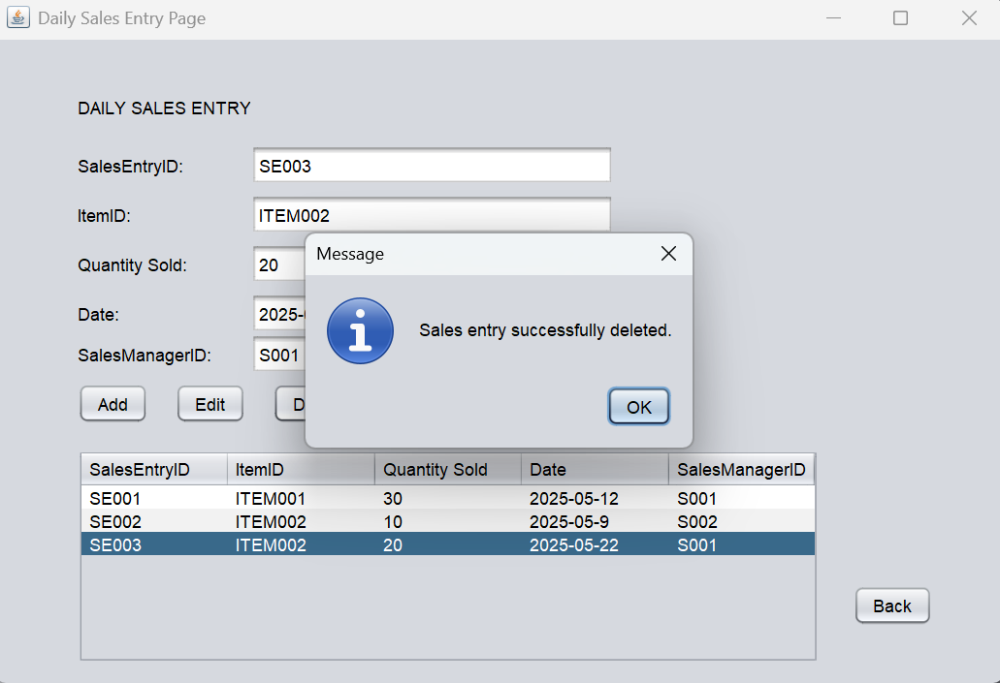 Daily Sales Entry Page
DAILY SALES ENTRY
SalesEntryID: SE003
ItemID: ITEM002
Quantity Sold: 20
Date: 2025-
SalesManagerID: S001
Message
Sales entry successfully deleted.
OK
Add Edit D
SalesEntryID ItemID Quantity Sold Date SalesManagerID
SE001 ITEM001 30 2025-05-12 S001
SE002 ITEM002 10 2025-05-9 S002
SE003 ITEM002 20 2025-05-22 S001
Back